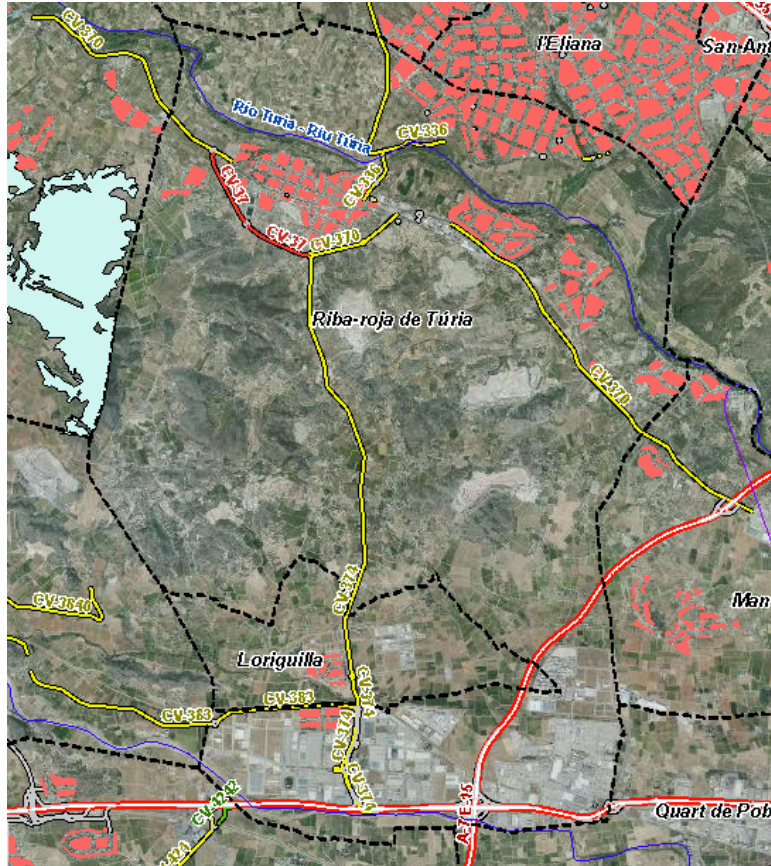 CV-370
l'Eliana
San-Ant
Río Turia - Riu Túria
CV-336
CV-336
CV-37
CV-37
CV-370
Riba-roja de Túria
CV-370
CV-374
CV-3840
Man
Loriguilla
CV-383
CV-374
CV-383
CV-374
CV-374
A-7
E-15
CV-4242
Quart de Pob